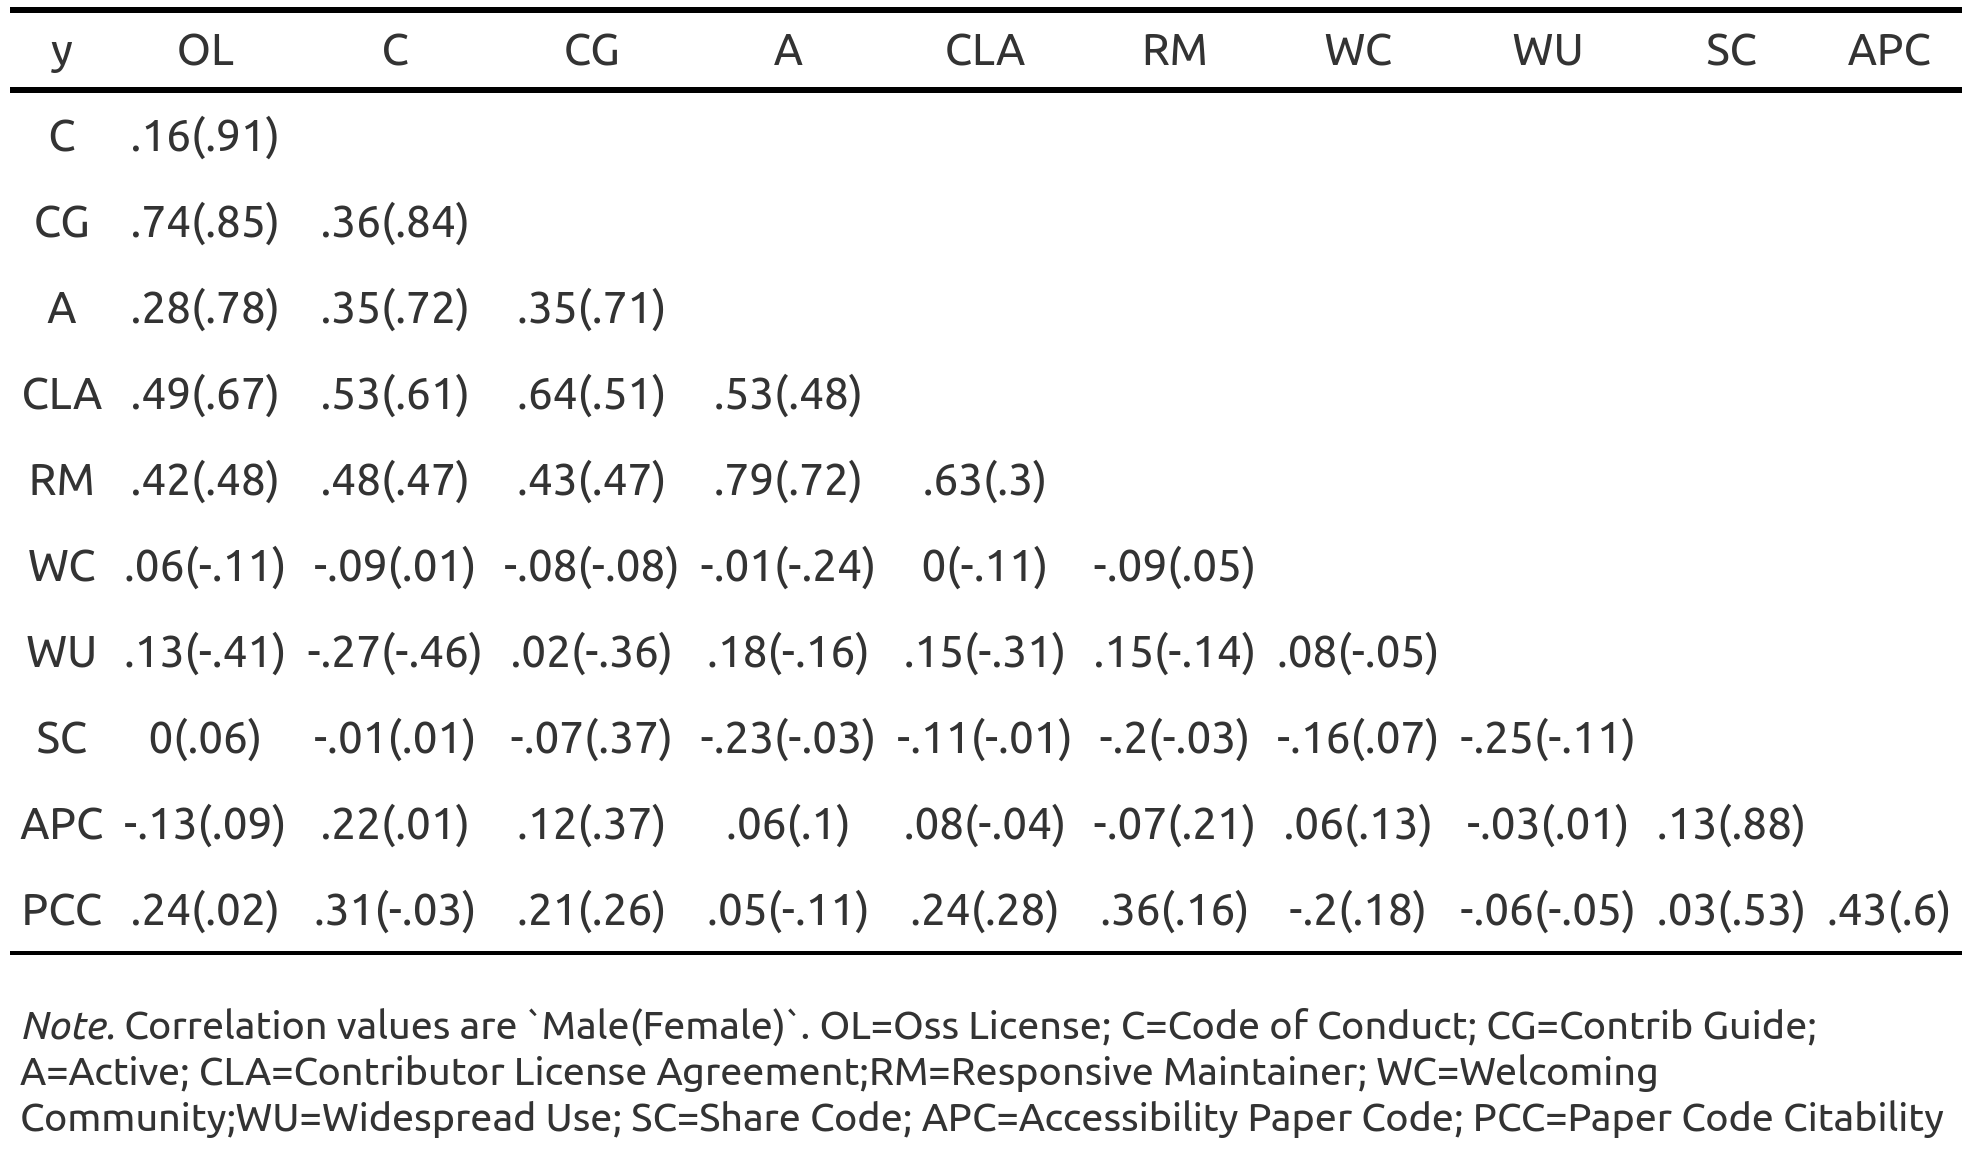 y OL C CG A CLA RM WC WU SC APC
C .16(.91)
CG .74(.85) .36(.84)
A .28(.78) .35(.72) .35(.71)
CLA .49(.67) .53(.61) .64(.51) .53(.48)
RM .42(.48) .48(.47) .43(.47) .79(.72) .63(.3)
WC .06(-.11) -.09(.01) -.08(-.08) -.01(-.24) 0(-.11) -.09(.05)
WU .13(-.41) -.27(-.46) .02(-.36) .18(-.16) .15(-.31) .15(-.14) .08(-.05)
SC 0(.06) -.01(.01) -.07(.37) -.23(-.03) -.11(-.01) -.2(-.03) -.16(.07) -.25(-.11)
APC -.13(.09) .22(.01) .12(.37) .06(.1) .08(-.04) -.07(.21) .06(.13) -.03(.01) .13(.88)
PCC .24(.02) .31(-.03) .21(.26) .05(-.11) .24(.28) .36(.16) -.2(.18) -.06(-.05) .03(.53) .43(.6)
Note. Correlation values are `Male(Female)`. OL=Oss License; C=Code of Conduct; CG=Contrib Guide;
A=Active; CLA=Contributor License Agreement;RM=Responsive Maintainer; WC=Welcoming
Community;WU=Widespread Use; SC=Share Code; APC=Accessibility Paper Code; PCC=Paper Code Citability